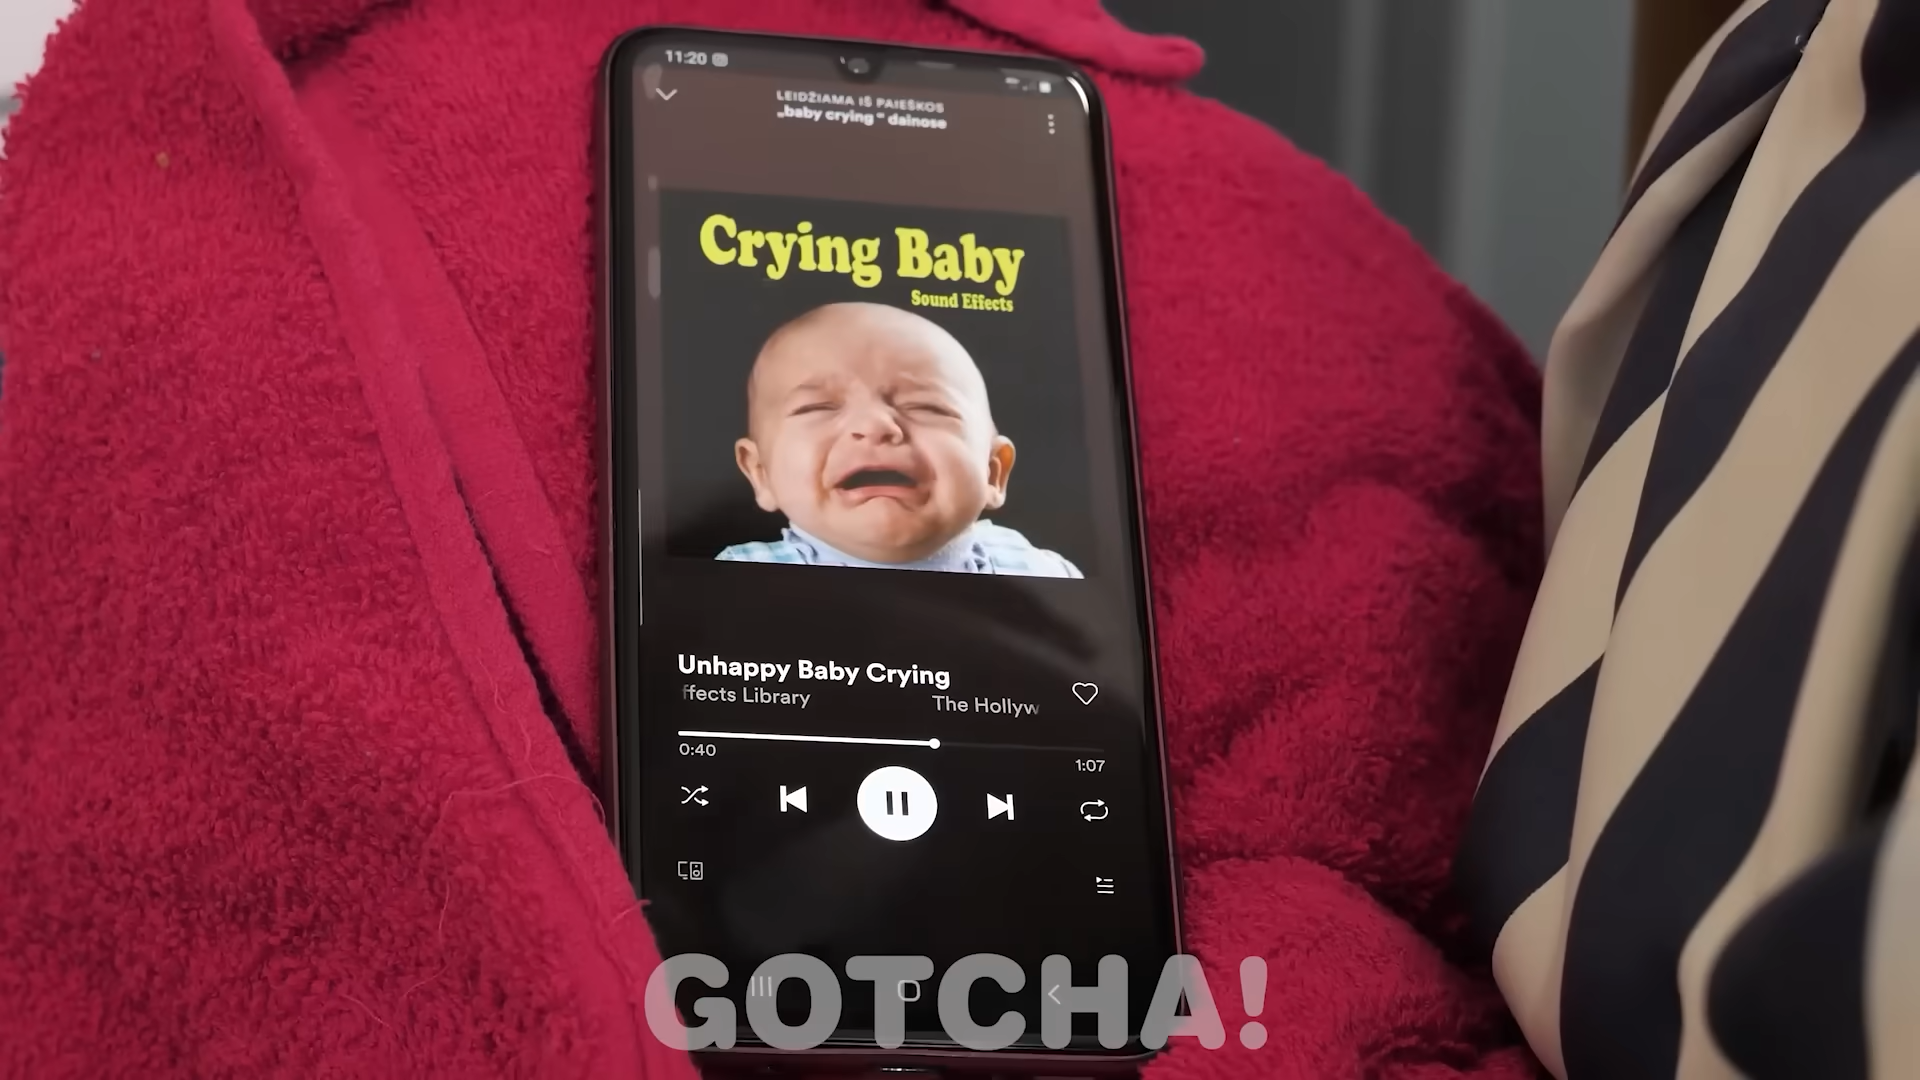 11:20
LEIDŽIAMA IŠ PAIEŠKOS
„baby crying “ dainose
Crying Baby
Sound Effects
Unhappy Baby Crying
ffects Library The Hollyw
0:40
1:07
GOTCHA!